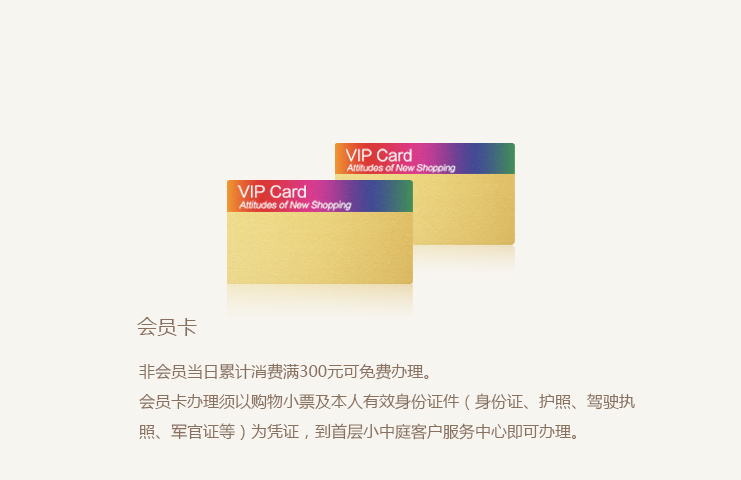 VIP Card
Attitudes of New Shopping
VIP Card
Attitudes of New Shopping
会员卡
非会员当日累计消费满300元可免费办理。
会员卡办理须以购物小票及本人有效身份证件（身份证、护照、驾驶执
照、军官证等）为凭证，到首层小中庭客户服务中心即可办理。